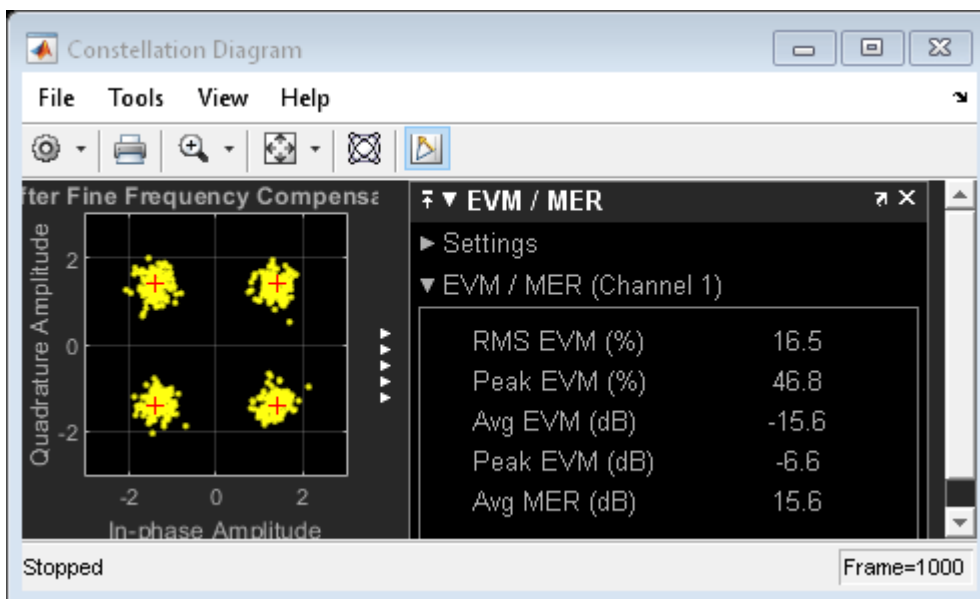 Constellation Diagram
File Tools View Help
fter Fine Frequency Compensa
Quadrature Amplitude
2
0
-2
-2 0 2
In-phase Amplitude
EVM / MER
Settings
EVM / MER (Channel 1)
RMS EVM (%) 16.5
Peak EVM (%) 46.8
Avg EVM (dB) -15.6
Peak EVM (dB) -6.6
Avg MER (dB) 15.6
Stopped Frame=1000